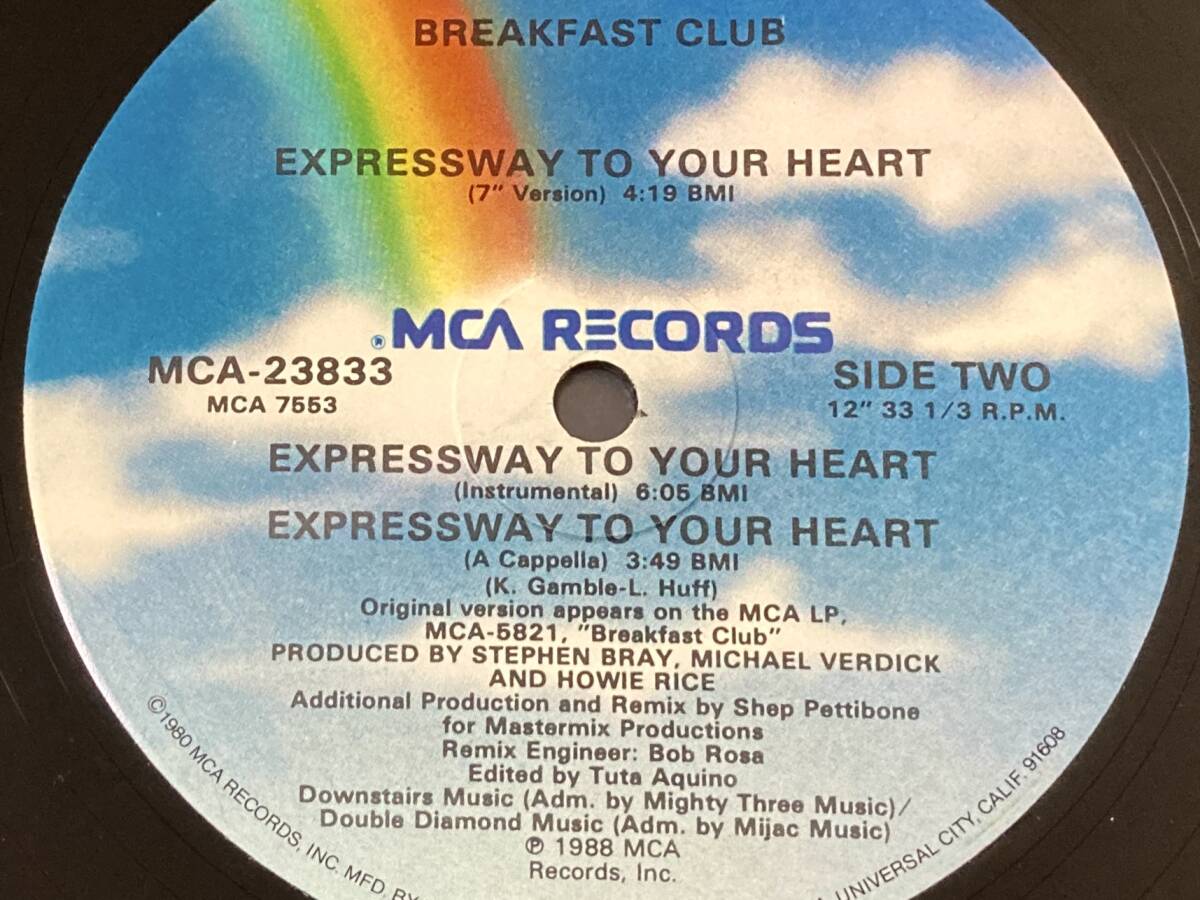 BREAKFAST CLUB
EXPRESSWAY TO YOUR HEART
(7" Version) 4:19 BMI
®MCA RECORDS
MCA-23833
MCA 7553
SIDE TWO
12" 33 1/3 R.P.M.
EXPRESSWAY TO YOUR HEART
(Instrumental) 6:05 BMI
EXPRESSWAY TO YOUR HEART
(A Cappella) 3:49 BMI
(K. Gamble-L. Huff)
Original version appears on the MCA LP,
MCA-5821, "Breakfast Club"
PRODUCED BY STEPHEN BRAY, MICHAEL VERDICK
AND HOWIE RICE
Additional Production and Remix by Shep Pettibone
for Mastermix Productions
Remix Engineer: Bob Rosa
Edited by Tuta Aquino
Downstairs Music (Adm. by Mighty Three Music)/
Double Diamond Music (Adm. by Mijac Music)
℗ 1988 MCA
Records, Inc.
©1980 MCA RECORDS, INC. MFD. BY
UNIVERSAL CITY, CALIF. 91608